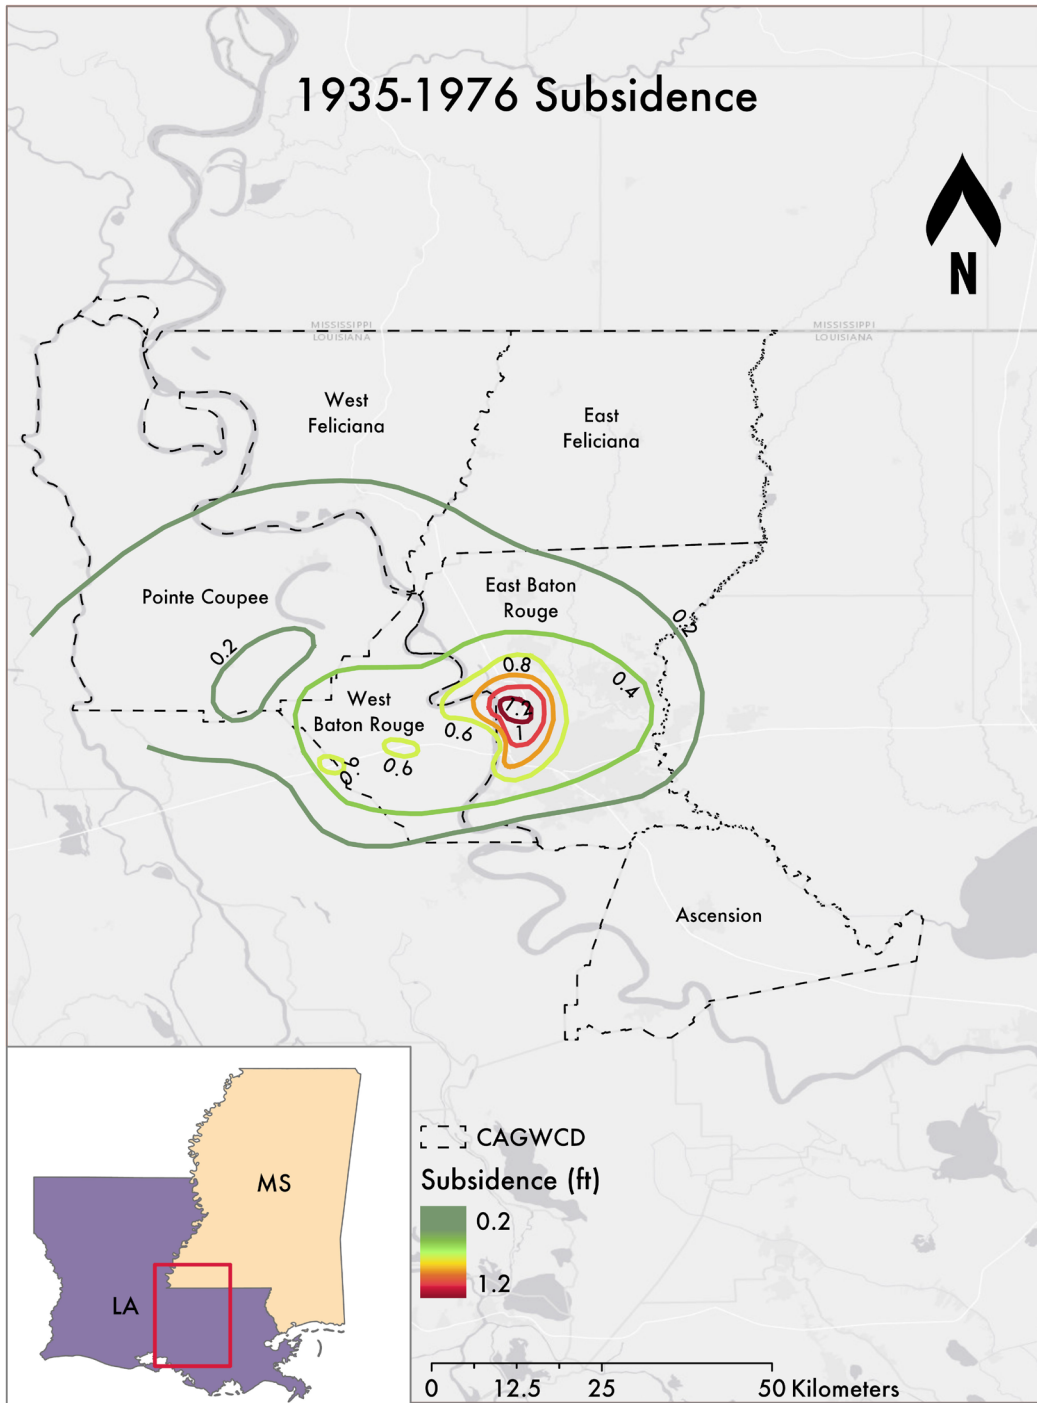 1935-1976 Subsidence
N
MISSISSIPPI
LOUISIANA
MISSISSIPPI
LOUISIANA
West
Feliciana
East
Feliciana
Pointe Coupee
East Baton
Rouge
0.2
0.2
0.8
0.4
West
Baton Rouge
1.2
1
0.6
0.6
0.6
Ascension
CAGWCD
Subsidence (ft)
0.2
1.2
MS
LA
0 12.5 25 50 Kilometers